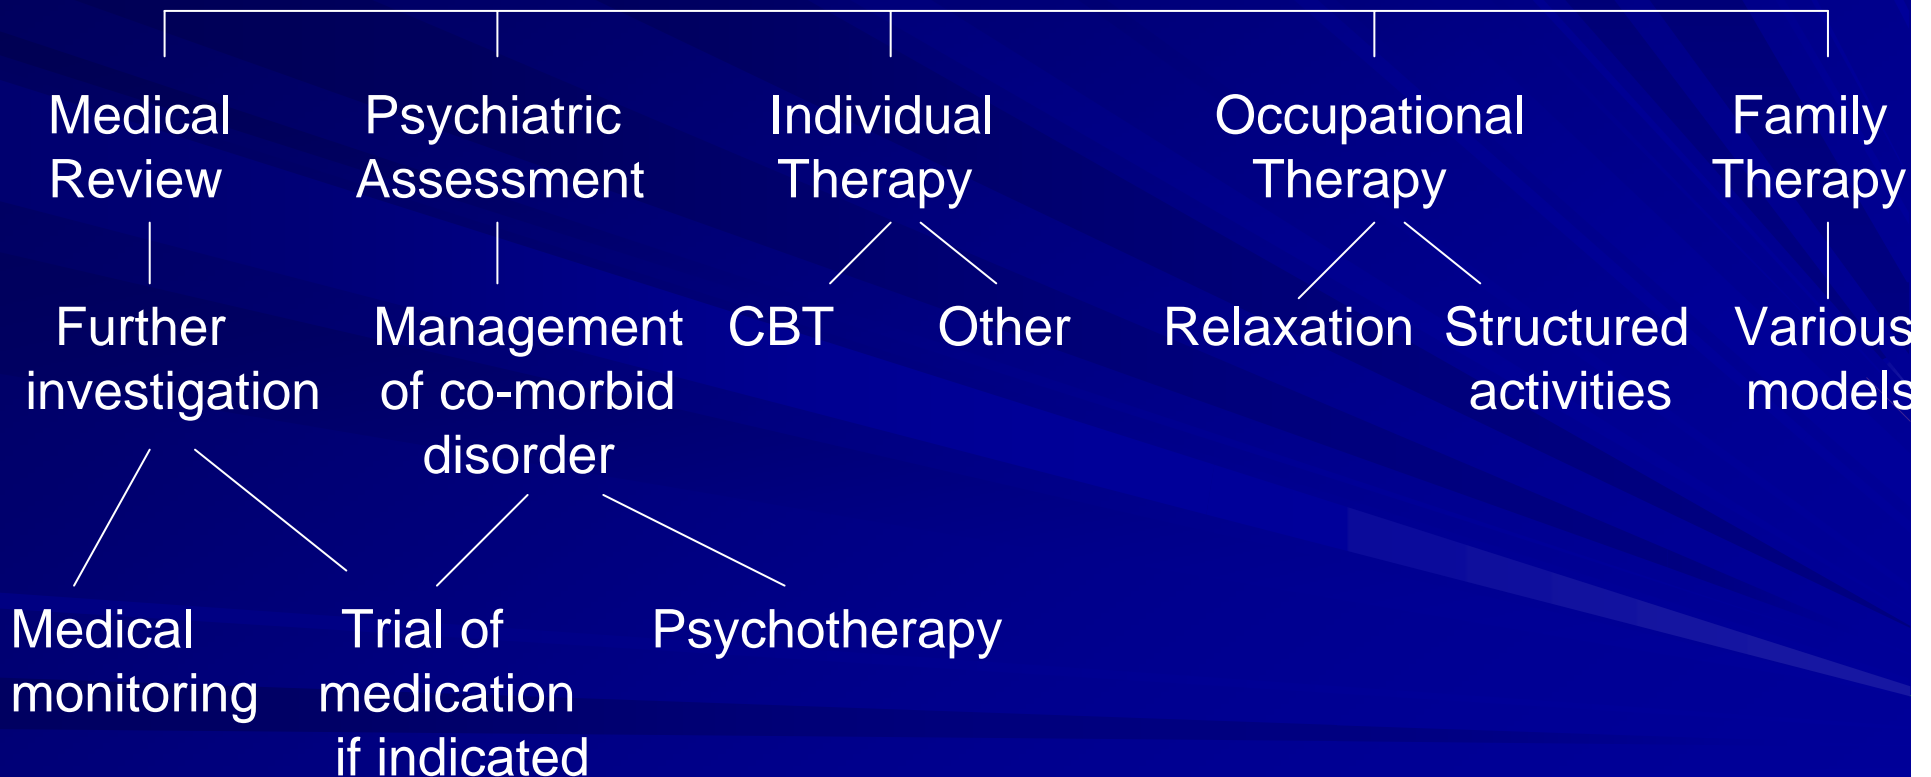 Medical
Review
Psychiatric
Assessment
Individual
Therapy
Occupational
Therapy
Family
Therapy
Further
investigation
Management
of co-morbid
disorder
CBT
Other
Relaxation
Structured
activities
Various
models
Medical
monitoring
Trial of
medication
if indicated
Psychotherapy